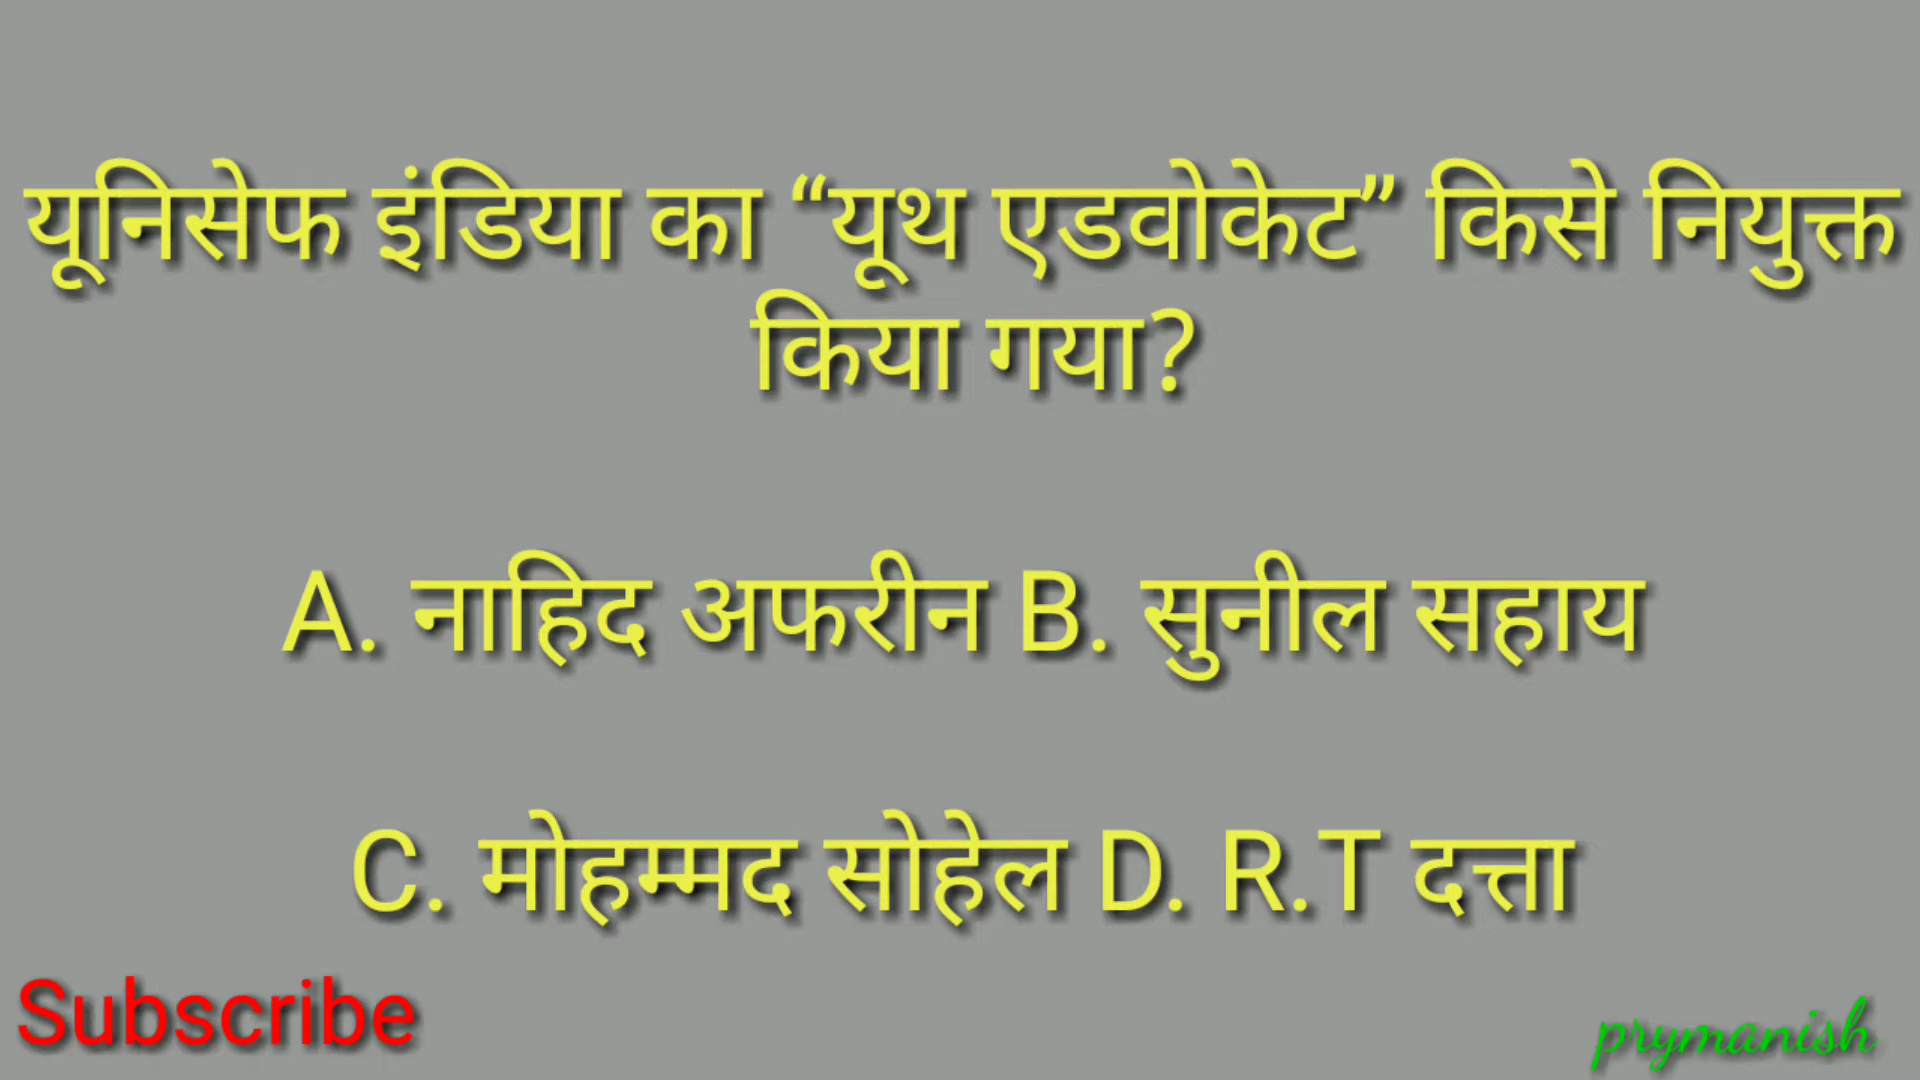 यूनिसेफ इंडिया का “यूथ एडवोकेट” किसे नियुक्त
किया गया?
A. नाहिद अफरीन B. सुनील सहाय
C. मोहम्मद सोहेल D. R.T दत्ता
Subscribe
prymanish